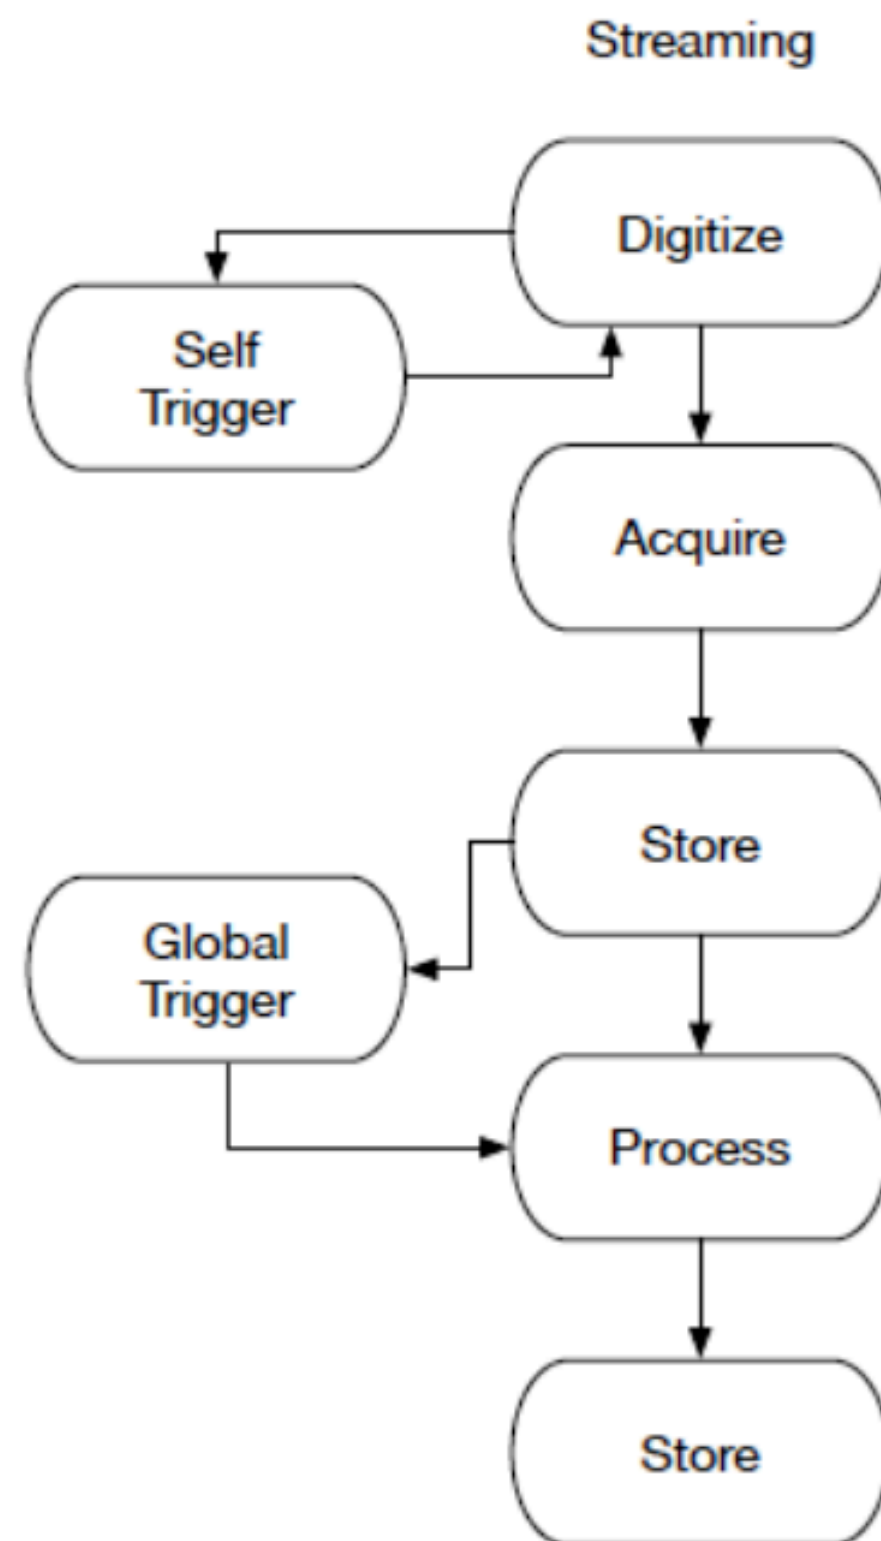 Streaming
Digitize
Self
Trigger
Acquire
Store
Global
Trigger
Process
Store